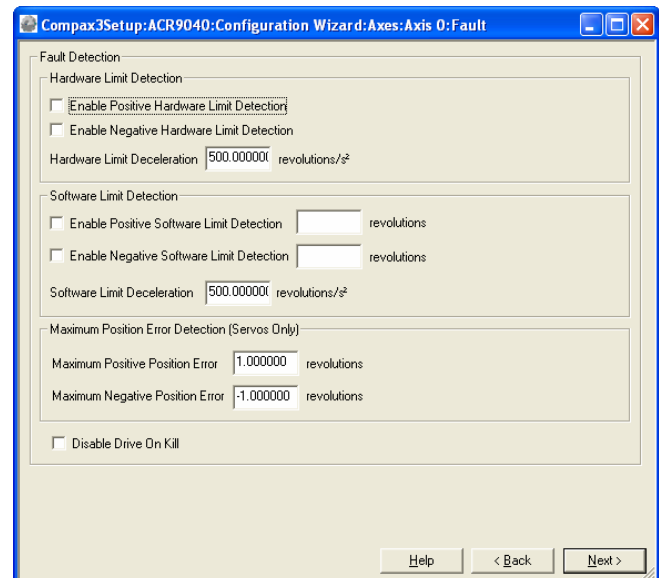 Compax3Setup:ACR9040:Configuration Wizard:Axes:Axis 0:Fault
Fault Detection
Hardware Limit Detection
Enable Positive Hardware Limit Detection
Enable Negative Hardware Limit Detection
Hardware Limit Deceleration 500.000000 revolutions/s²
Software Limit Detection
Enable Positive Software Limit Detection revolutions
Enable Negative Software Limit Detection revolutions
Software Limit Deceleration 500.000000 revolutions/s²
Maximum Position Error Detection (Servos Only)
Maximum Positive Position Error 1.000000 revolutions
Maximum Negative Position Error -1.000000 revolutions
Disable Drive On Kill
Help < Back Next >